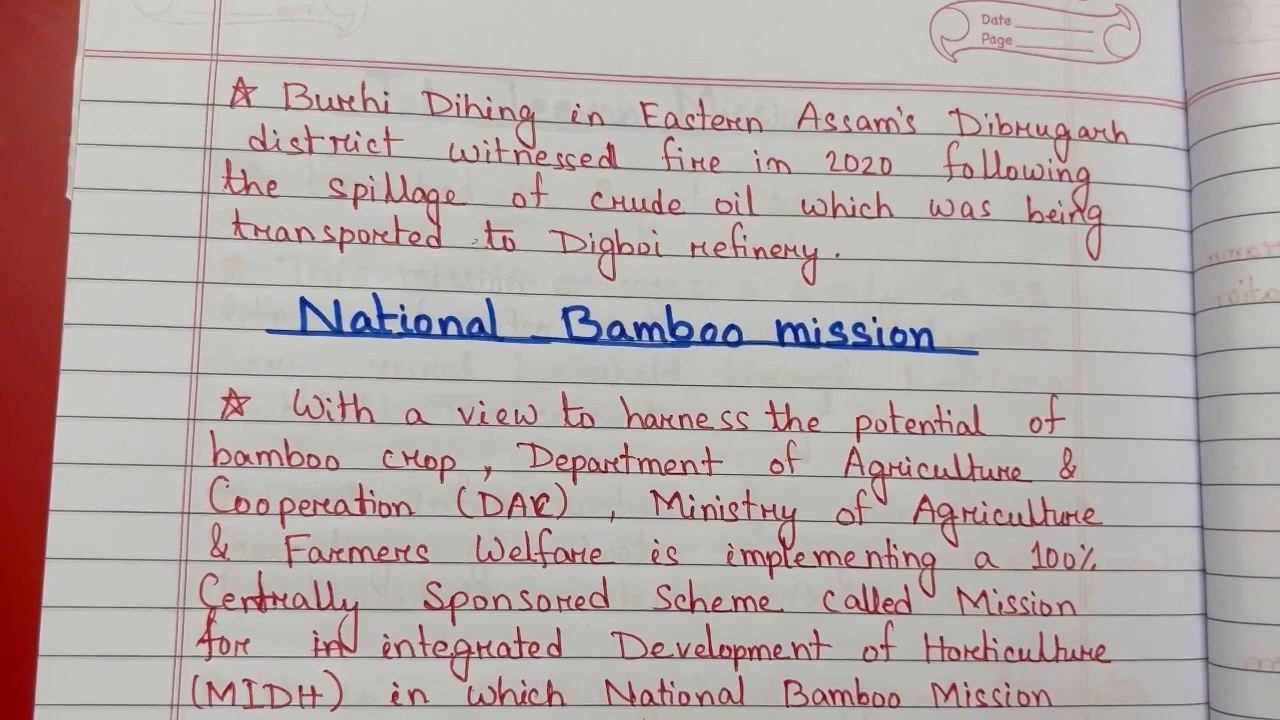 Date
Page
☆ Burhi Dihing in Eastern Assam's Dibrugarh
district witnessed fire in 2020 following
the spillage of crude oil which was being
transported to Digboi refinery.
National Bamboo mission
☆ With a view to harness the potential of
bamboo crop, Department of Agriculture &
Cooperation (DAC), Ministry of Agriculture
& Farmers Welfare is implementing a 100%
Centrally Sponsored Scheme called Mission
for integrated Development of Horticulture
(MIDH) in which National Bamboo Mission